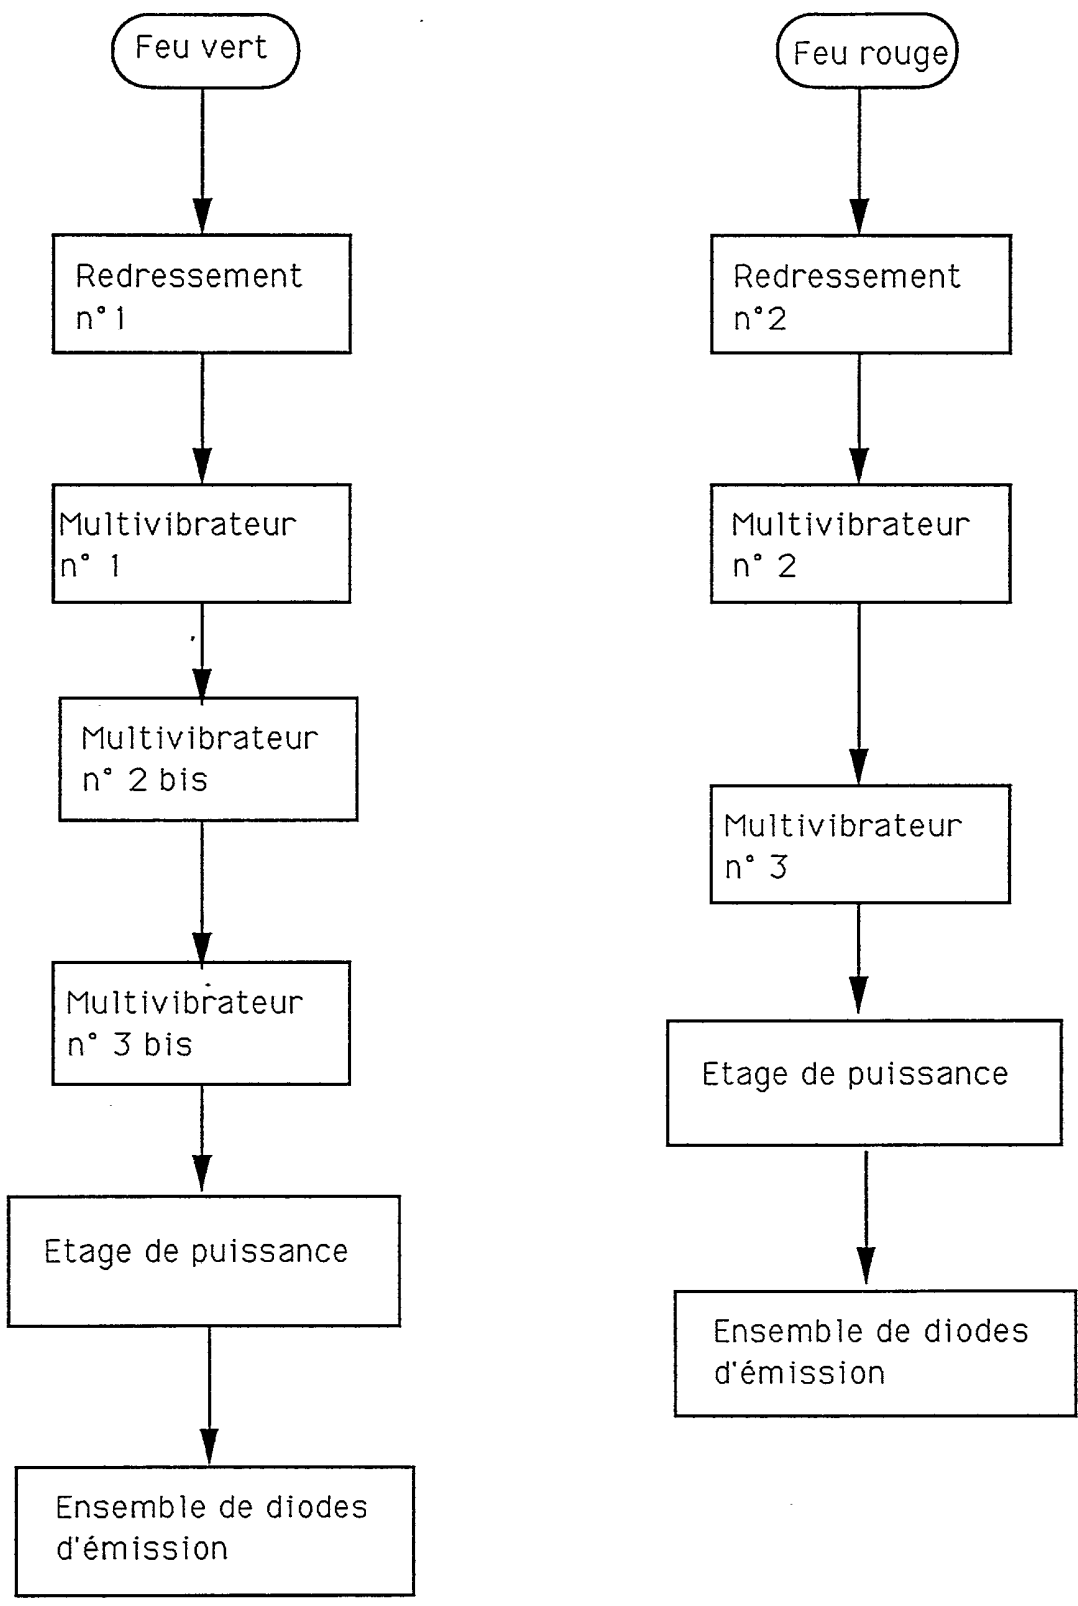 Feu vert
Redressement
n° 1
Multivibrateur
n° 1
Multivibrateur
n° 2 bis
Multivibrateur
n° 3 bis
Etage de puissance
Ensemble de diodes
d'émission
Feu rouge
Redressement
n°2
Multivibrateur
n° 2
Multivibrateur
n° 3
Etage de puissance
Ensemble de diodes
d'émission